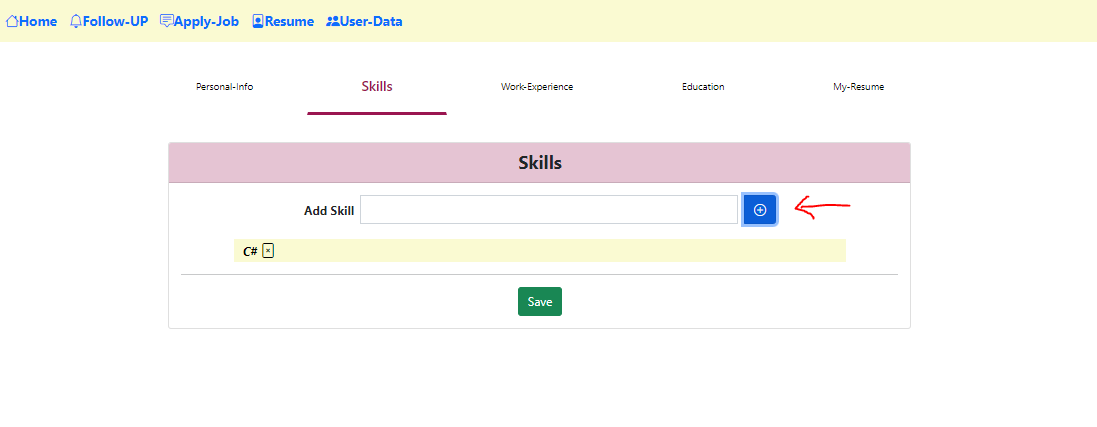 Home Follow-UP Apply-Job Resume User-Data
Personal-Info Skills Work-Experience Education My-Resume
Skills
Add Skill
C#
Save